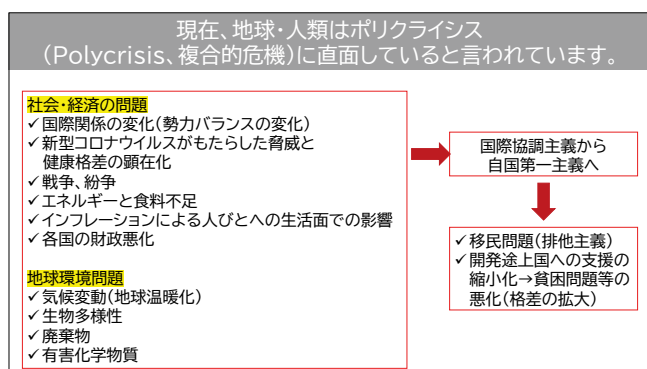 現在、地球・人類はポリクライシス
(Polycrisis、複合的危機)に直面していると言われています。
社会・経済の問題
✓国際関係の変化(勢力バランスの変化)
✓新型コロナウイルスがもたらした脅威と
健康格差の顕在化
✓戦争、紛争
✓エネルギーと食料不足
✓インフレーションによる人びとへの生活面での影響
✓各国の財政悪化
地球環境問題
✓気候変動(地球温暖化)
✓生物多様性
✓廃棄物
✓有害化学物質
国際協調主義から
自国第一主義へ
✓移民問題(排他主義)
✓開発途上国への支援の
縮小化→貧困問題等の
悪化(格差の拡大)